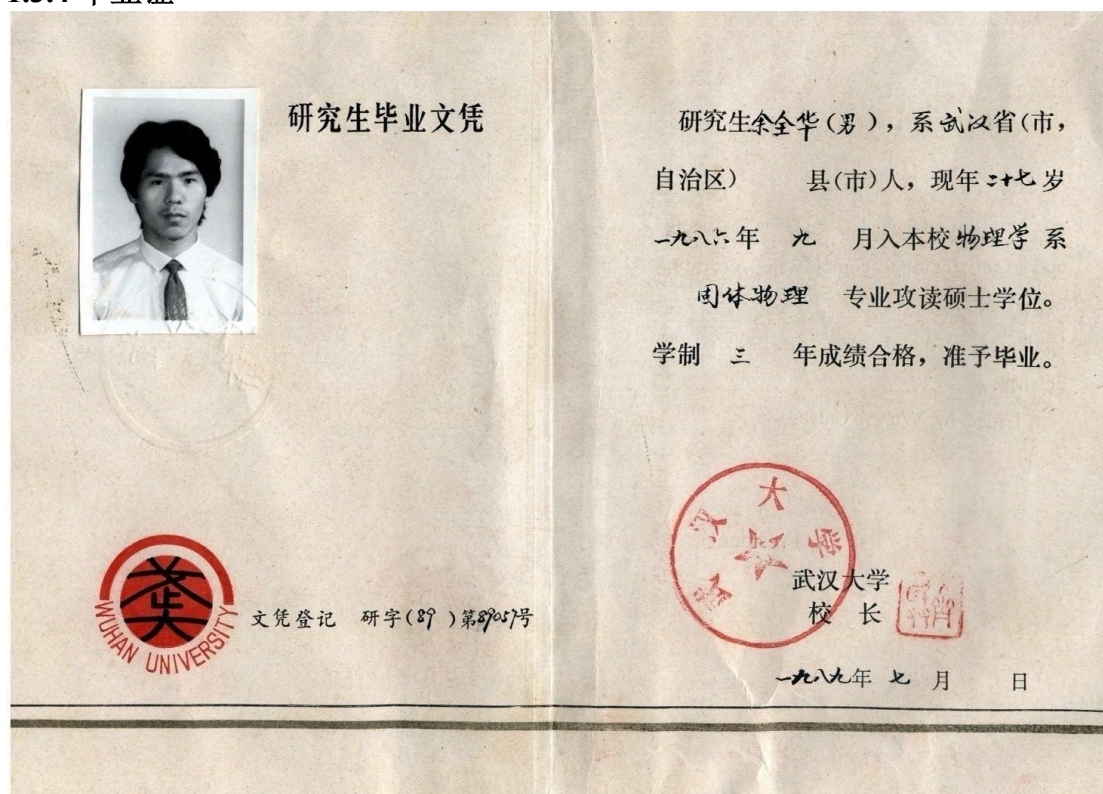 研究生毕业文凭
WUHAN UNIVERSITY
文凭登记 研字(89)第89057号
研究生余全华(男),系武汉省(市,
自治区) 县(市)人,现年二十七岁
一九八六年 九 月入本校物理学 系
固体物理 专业攻读硕士学位。
学制 三 年成绩合格,准予毕业。
武汉大学
武汉大学
校 长
一九八九年 七 月 日